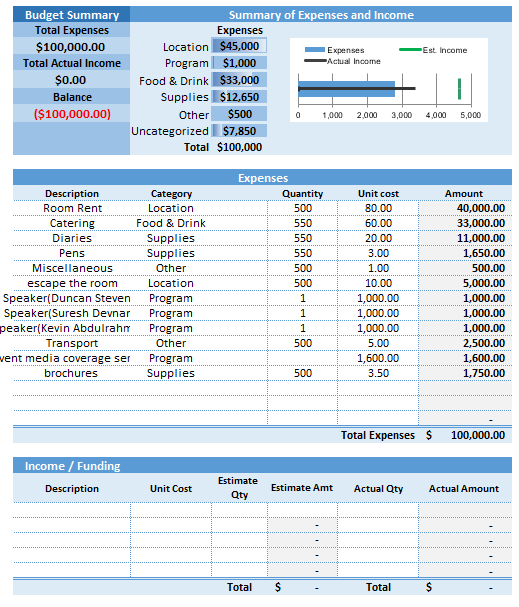 Budget Summary
Summary of Expenses and Income
Total Expenses
$100,000.00
Total Actual Income
$0.00
Balance
($100,000.00)
Expenses
Location $45,000
Program $1,000
Food & Drink $33,000
Supplies $12,650
Other $500
Uncategorized $7,850
Total $100,000
Expenses Est. Income
Actual Income
0 1,000 2,000 3,000 4,000 5,000
Expenses
Description Category Quantity Unit cost Amount
Room Rent Location 500 80.00 40,000.00
Catering Food & Drink 550 60.00 33,000.00
Diaries Supplies 550 20.00 11,000.00
Pens Supplies 550 3.00 1,650.00
Miscellaneous Other 500 1.00 500.00
escape the room Location 500 10.00 5,000.00
Speaker(Duncan Steven Program 1 1,000.00 1,000.00
Speaker(Suresh Devnar Program 1 1,000.00 1,000.00
peaker(Kevin Abdulrahm Program 1 1,000.00 1,000.00
Transport Other 500 5.00 2,500.00
vent media coverage ser Program 1,600.00 1,600.00
brochures Supplies 500 3.50 1,750.00
-
Total Expenses $ 100,000.00
Income / Funding
Description Unit Cost Estimate Qty Estimate Amt Actual Qty Actual Amount
- -
- -
- -
- -
Total $ - Total $ -